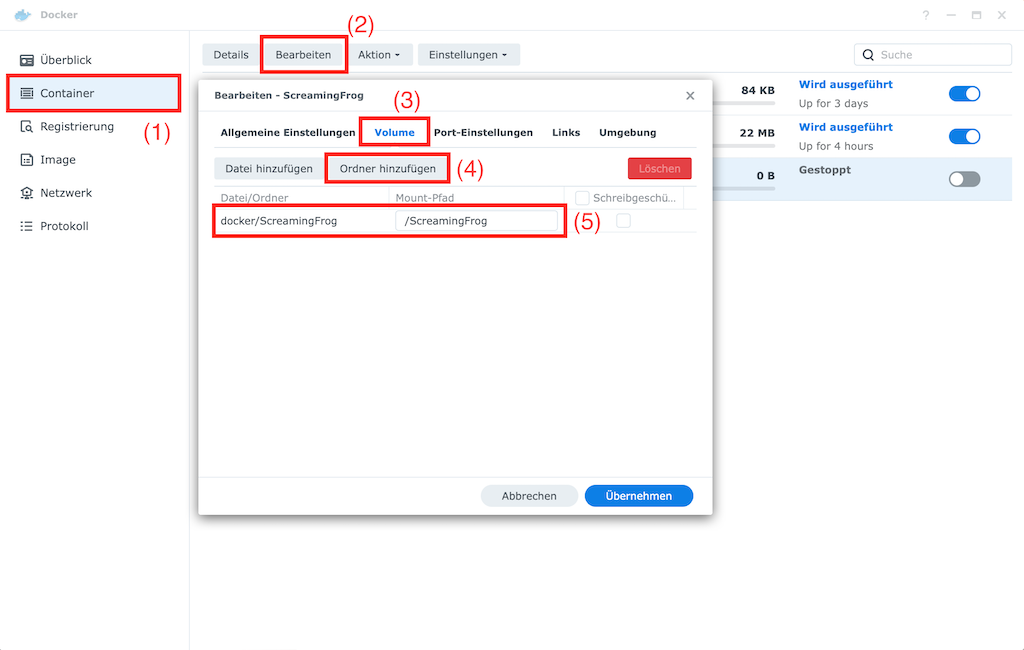 Docker
?
Überblick
Container
(1)
Registrierung
Image
Netzwerk
Protokoll
(2)
Details
Bearbeiten
Aktion
Einstellungen
Suche
84 KB
Wird ausgeführt
Up for 3 days
22 MB
Wird ausgeführt
Up for 4 hours
0 B
Gestoppt
Bearbeiten - ScreamingFrog
(3)
Allgemeine Einstellungen
Volume
Port-Einstellungen
Links
Umgebung
Datei hinzufügen
Ordner hinzufügen
(4)
Löschen
Datei/Ordner
Mount-Pfad
Schreibgeschü...
docker/ScreamingFrog
/ScreamingFrog
(5)
Abbrechen
Übernehmen